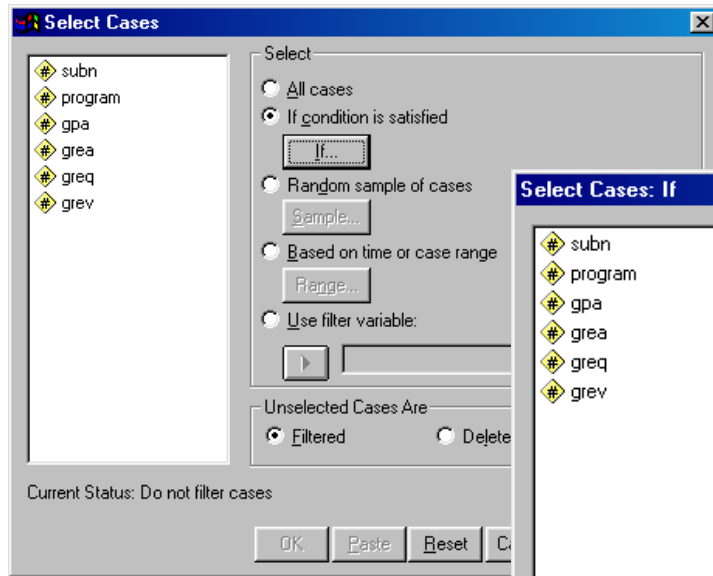 Select Cases
subn
program
gpa
grea
greq
grev
Select
All cases
If condition is satisfied
If...
Random sample of cases
Sample...
Based on time or case range
Range...
Use filter variable:
Unselected Cases Are
Filtered
Delete
Current Status: Do not filter cases
OK
Paste
Reset
Select Cases: If
subn
program
gpa
grea
greq
grev